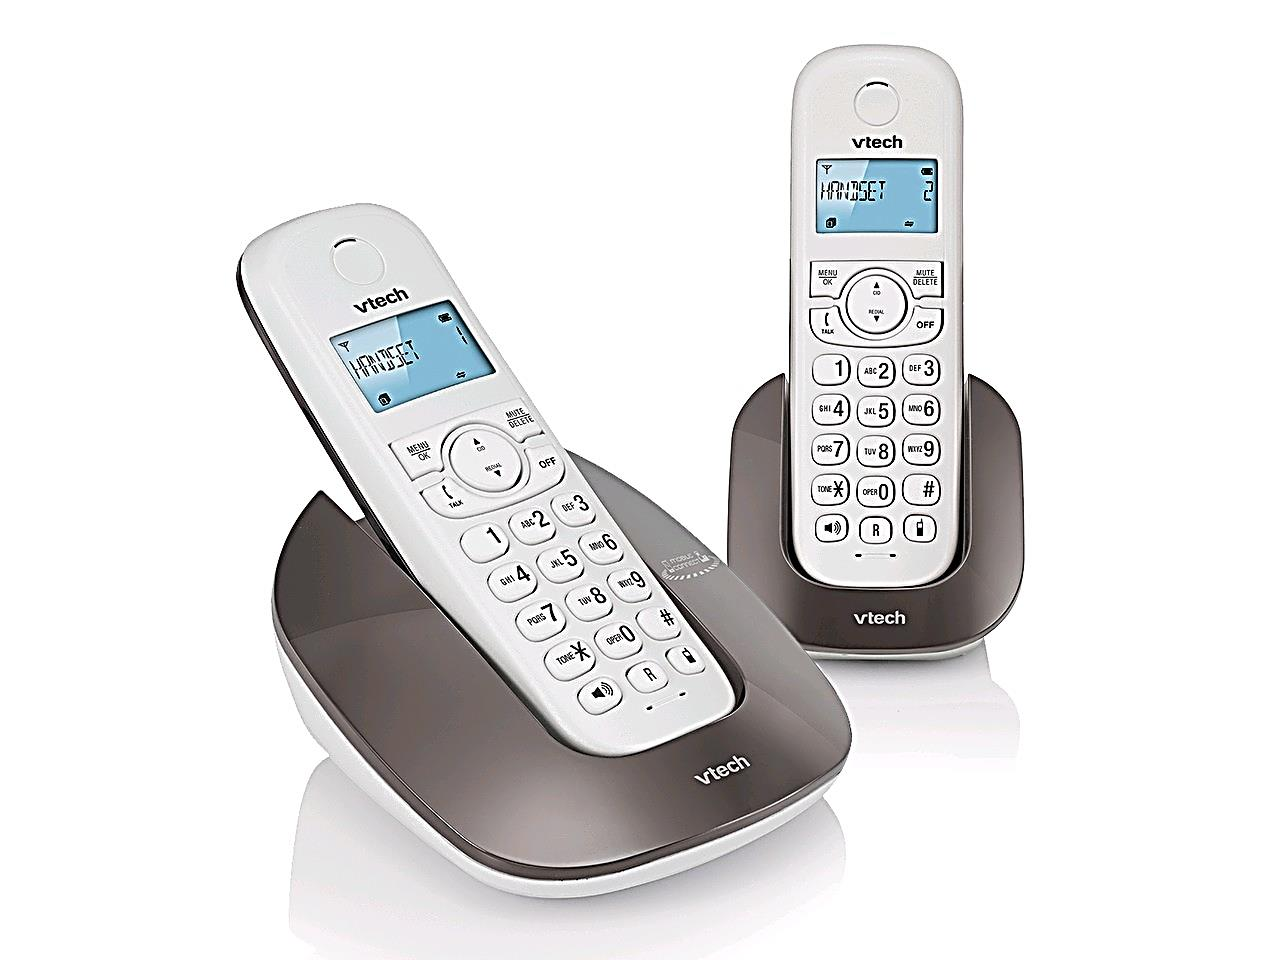 vtech
HANDSET 1
MENU
OK
MUTE
DELETE
CID
REDIAL
TALK
OFF
1
ABC 2
DEF 3
GHI 4
JKL 5
MNO 6
PQRS 7
TUV 8
WXYZ 9
TONE *
OPER 0
#
R
MOBILE
CONNECT
vtech
vtech
HANDSET 2
MENU
OK
MUTE
DELETE
CID
REDIAL
TALK
OFF
1
ABC 2
DEF 3
GHI 4
JKL 5
MNO 6
PQRS 7
TUV 8
WXYZ 9
TONE *
OPER 0
#
R
vtech